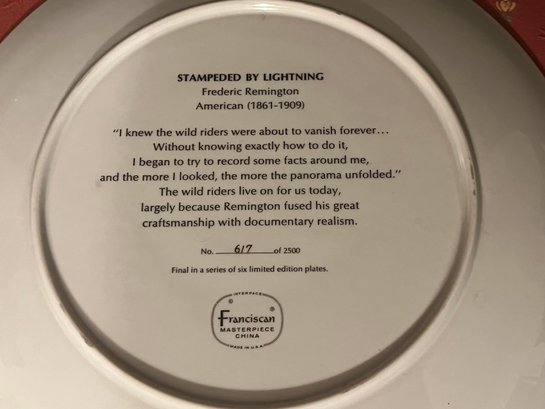 STAMPEDED BY LIGHTNING
Frederic Remington
American (1861-1909)
"I knew the wild riders were about to vanish forever...
Without knowing exactly how to do it,
I began to try to record some facts around me,
and the more I looked, the more the panorama unfolded."
The wild riders live on for us today,
largely because Remington fused his great
craftsmanship with documentary realism.
No. 617 of 2500
Final in a series of six limited edition plates.
INTERPACE
®
Franciscan
MASTERPIECE
CHINA
MADE IN U.S.A.